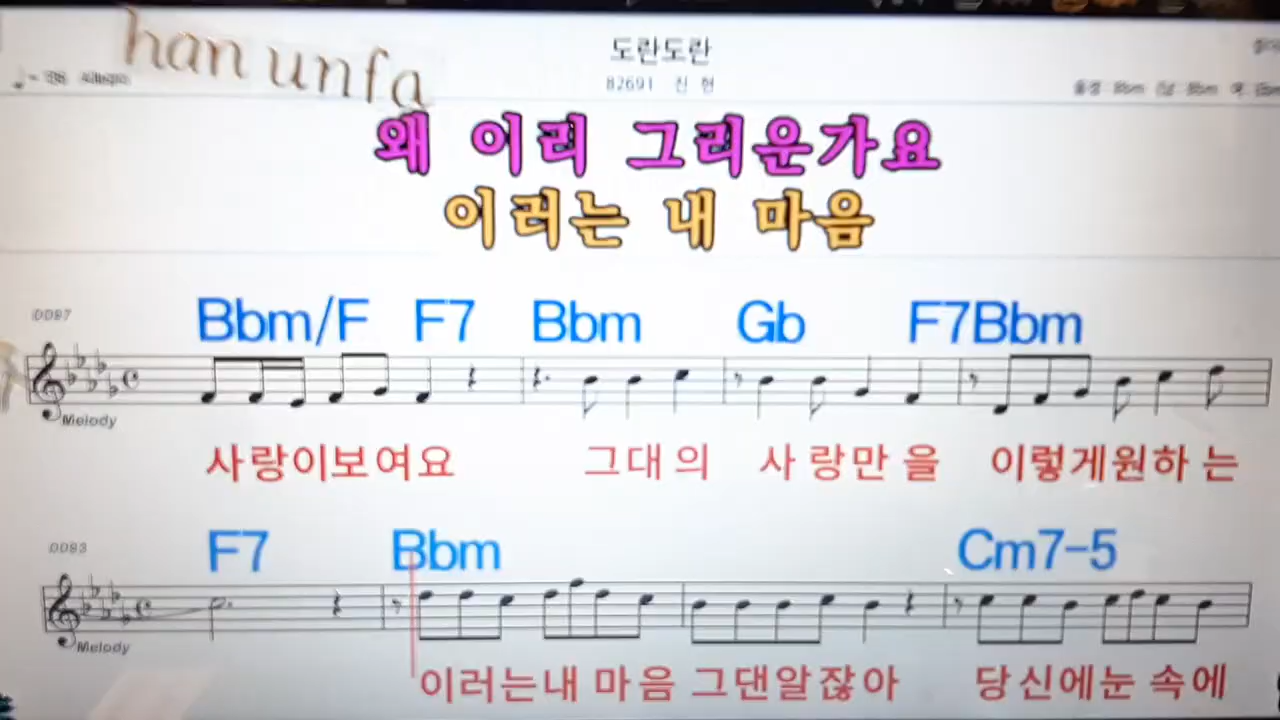 han unfa
도란도란
82691 진 현
왜 이리 그리운가요
이러는 내 마음
0097
Bbm/F F7 Bbm Gb F7Bbm
Melody
사랑이보여요 그대의 사랑만을 이렇게원하는
0093
F7 Bbm Cm7-5
Melody
이러는내 마음 그댄알잖아 당신에눈 속에